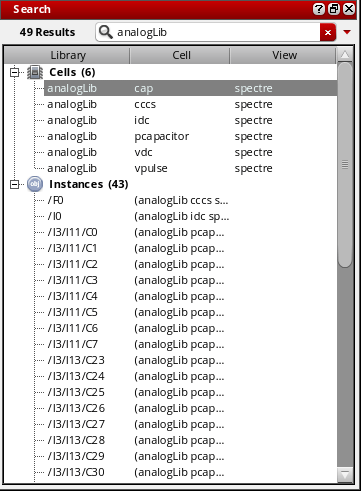 Search
49 Results analogLib
Library Cell View
Cells (6)
analogLib cap spectre
analogLib cccs spectre
analogLib idc spectre
analogLib pcapacitor spectre
analogLib vdc spectre
analogLib vpulse spectre
obj Instances (43)
/F0 (analogLib cccs s...
/I0 (analogLib idc sp...
/I3/I11/C0 (analogLib pcap...
/I3/I11/C1 (analogLib pcap...
/I3/I11/C2 (analogLib pcap...
/I3/I11/C3 (analogLib pcap...
/I3/I11/C4 (analogLib pcap...
/I3/I11/C5 (analogLib pcap...
/I3/I11/C6 (analogLib pcap...
/I3/I11/C7 (analogLib pcap...
/I3/I13/C23 (analogLib pcap...
/I3/I13/C24 (analogLib pcap...
/I3/I13/C25 (analogLib pcap...
/I3/I13/C26 (analogLib pcap...
/I3/I13/C27 (analogLib pcap...
/I3/I13/C28 (analogLib pcap...
/I3/I13/C29 (analogLib pcap...
/I3/I13/C30 (analogLib pcap...